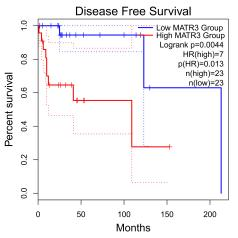 Disease Free Survival
Low MATR3 Group
High MATR3 Group
Logrank p=0.0044
HR(high)=7
p(HR)=0.013
n(high)=23
n(low)=23
Percent survival
1.0
0.8
0.6
0.4
0.2
0.0
0 50 100 150 200
Months